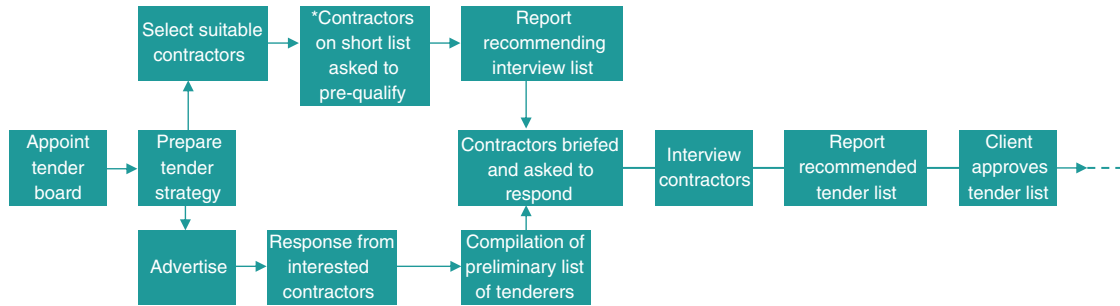 Select suitable
contractors
*Contractors
on short list
asked to
pre-qualify
Report
recommending
interview list
Appoint
tender
board
Prepare
tender
strategy
Contractors briefed
and asked to
respond
Interview
contractors
Report
recommended
tender list
Client
approves
tender list
Advertise
Response from
interested
contractors
Compilation of
preliminary list
of tenderers